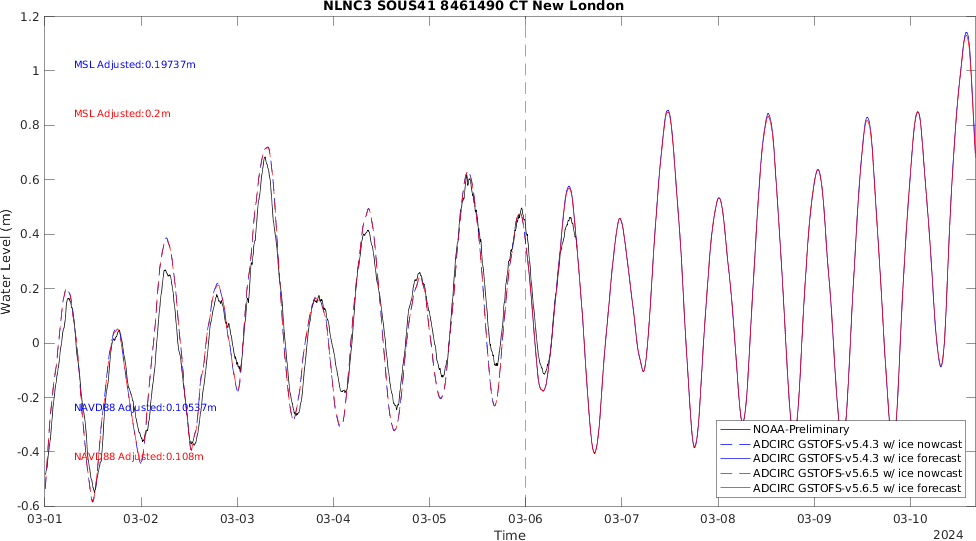 NLNC3 SOUS41 8461490 CT New London
1.2
1
0.8
0.6
0.4
0.2
0
-0.2
-0.4
-0.6
Water Level (m)
MSL Adjusted:0.19737m
MSL Adjusted:0.2m
NAVD88 Adjusted:0.10537m
NAVD88 Adjusted:0.108m
NOAA-Preliminary
ADCIRC GSTOFS-v5.4.3 w/ ice nowcast
ADCIRC GSTOFS-v5.4.3 w/ ice forecast
ADCIRC GSTOFS-v5.6.5 w/ ice nowcast
ADCIRC GSTOFS-v5.6.5 w/ ice forecast
03-01 03-02 03-03 03-04 03-05 03-06 03-07 03-08 03-09 03-10
Time
2024